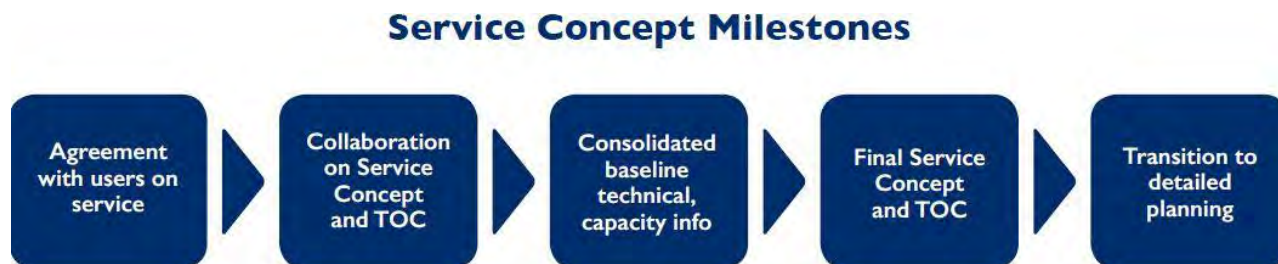 Service Concept Milestones
Agreement
with users on
service
Collaboration
on Service
Concept
and TOC
Consolidated
baseline
technical,
capacity info
Final Service
Concept
and TOC
Transition to
detailed
planning